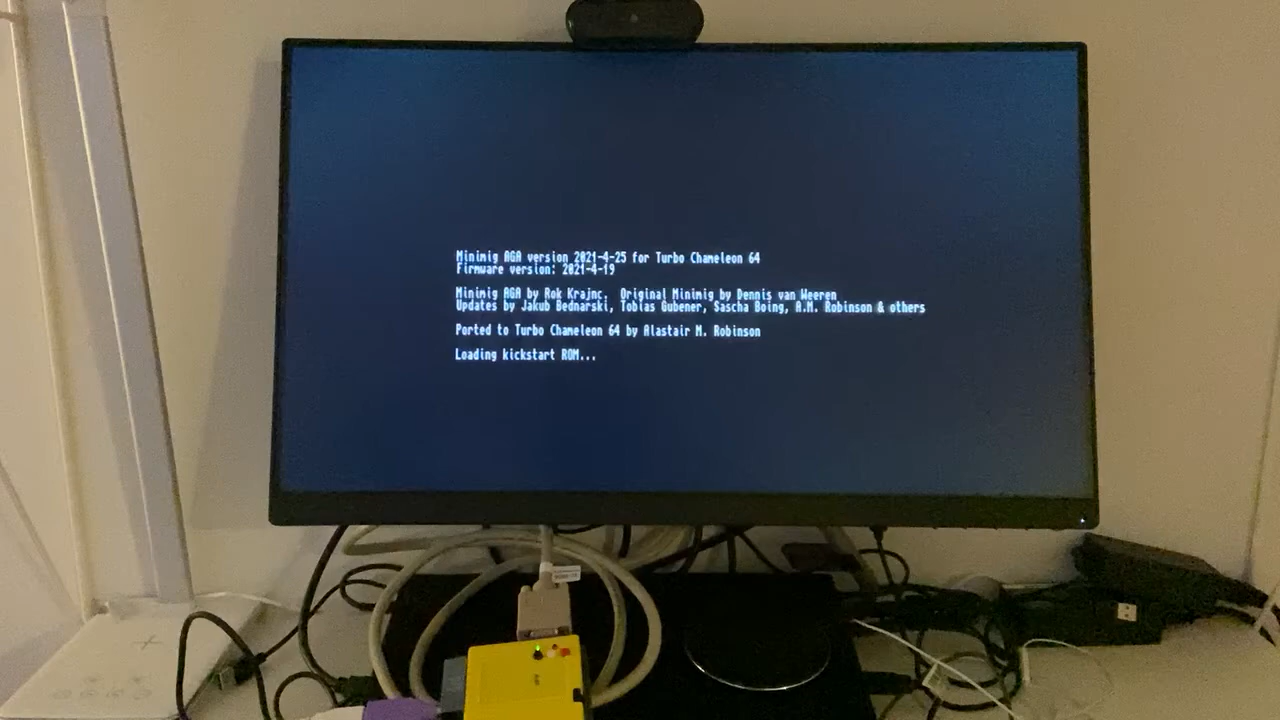 Minimig AGA version 2021-4-25 for Turbo Chameleon 64
Firmware version: 2021-4-19
Minimig AGA by Rok Krajnc.  Original Minimig by Dennis van Weeren
Updates by Jakub Bednarski, Tobias Gubener, Sascha Boing, A.M. Robinson & others
Ported to Turbo Chameleon 64 by Alastair M. Robinson
Loading kickstart ROM...